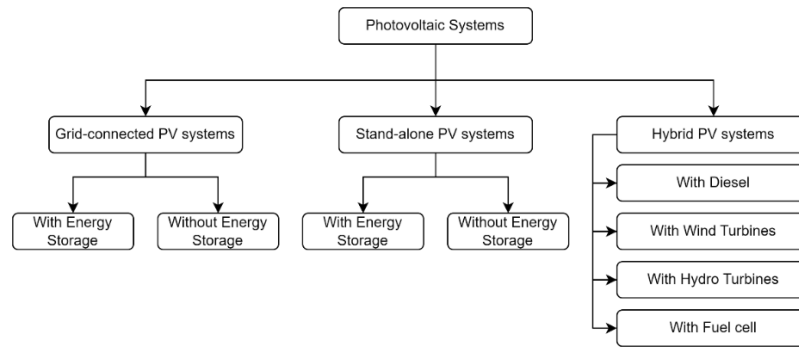 Photovoltaic Systems
Grid-connected PV systems
Stand-alone PV systems
Hybrid PV systems
With Energy
Storage
Without Energy
Storage
With Energy
Storage
Without Energy
Storage
With Diesel
With Wind Turbines
With Hydro Turbines
With Fuel cell